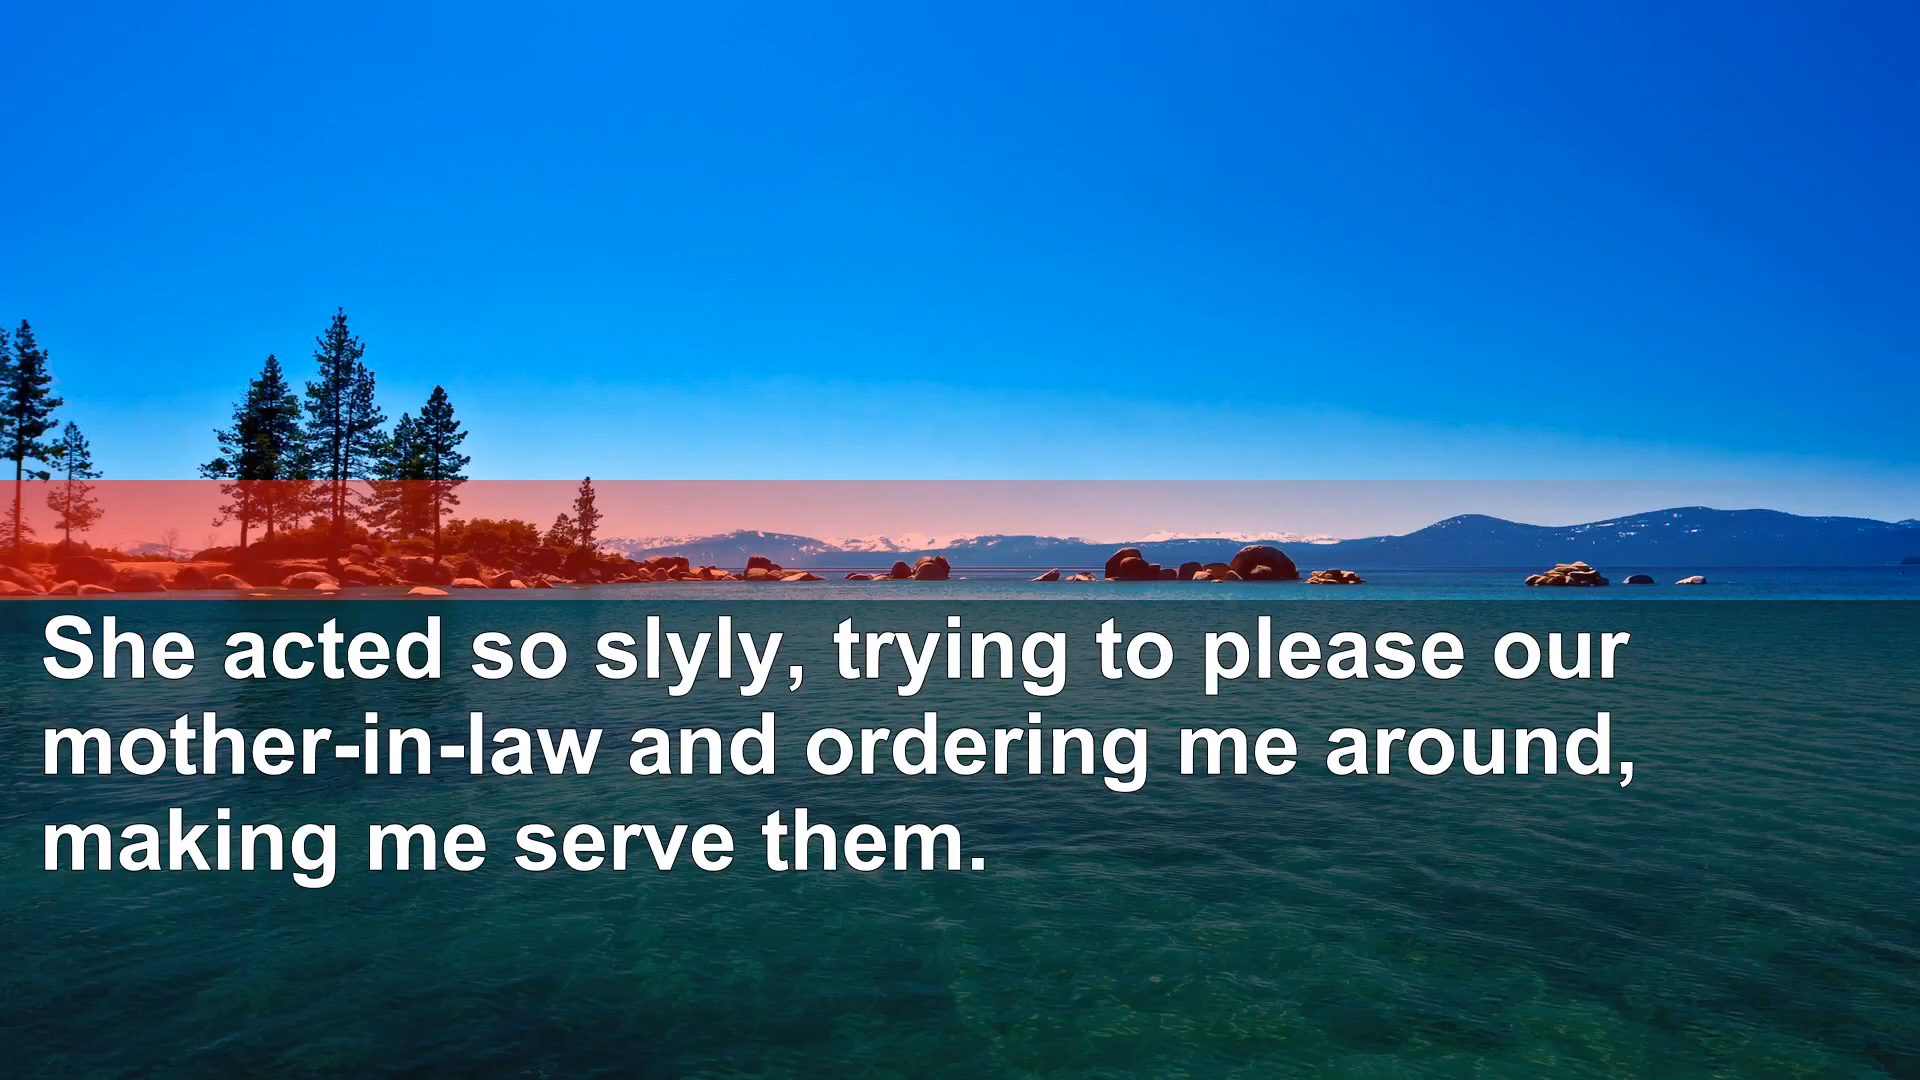 She acted so slyly, trying to please our
mother-in-law and ordering me around,
making me serve them.